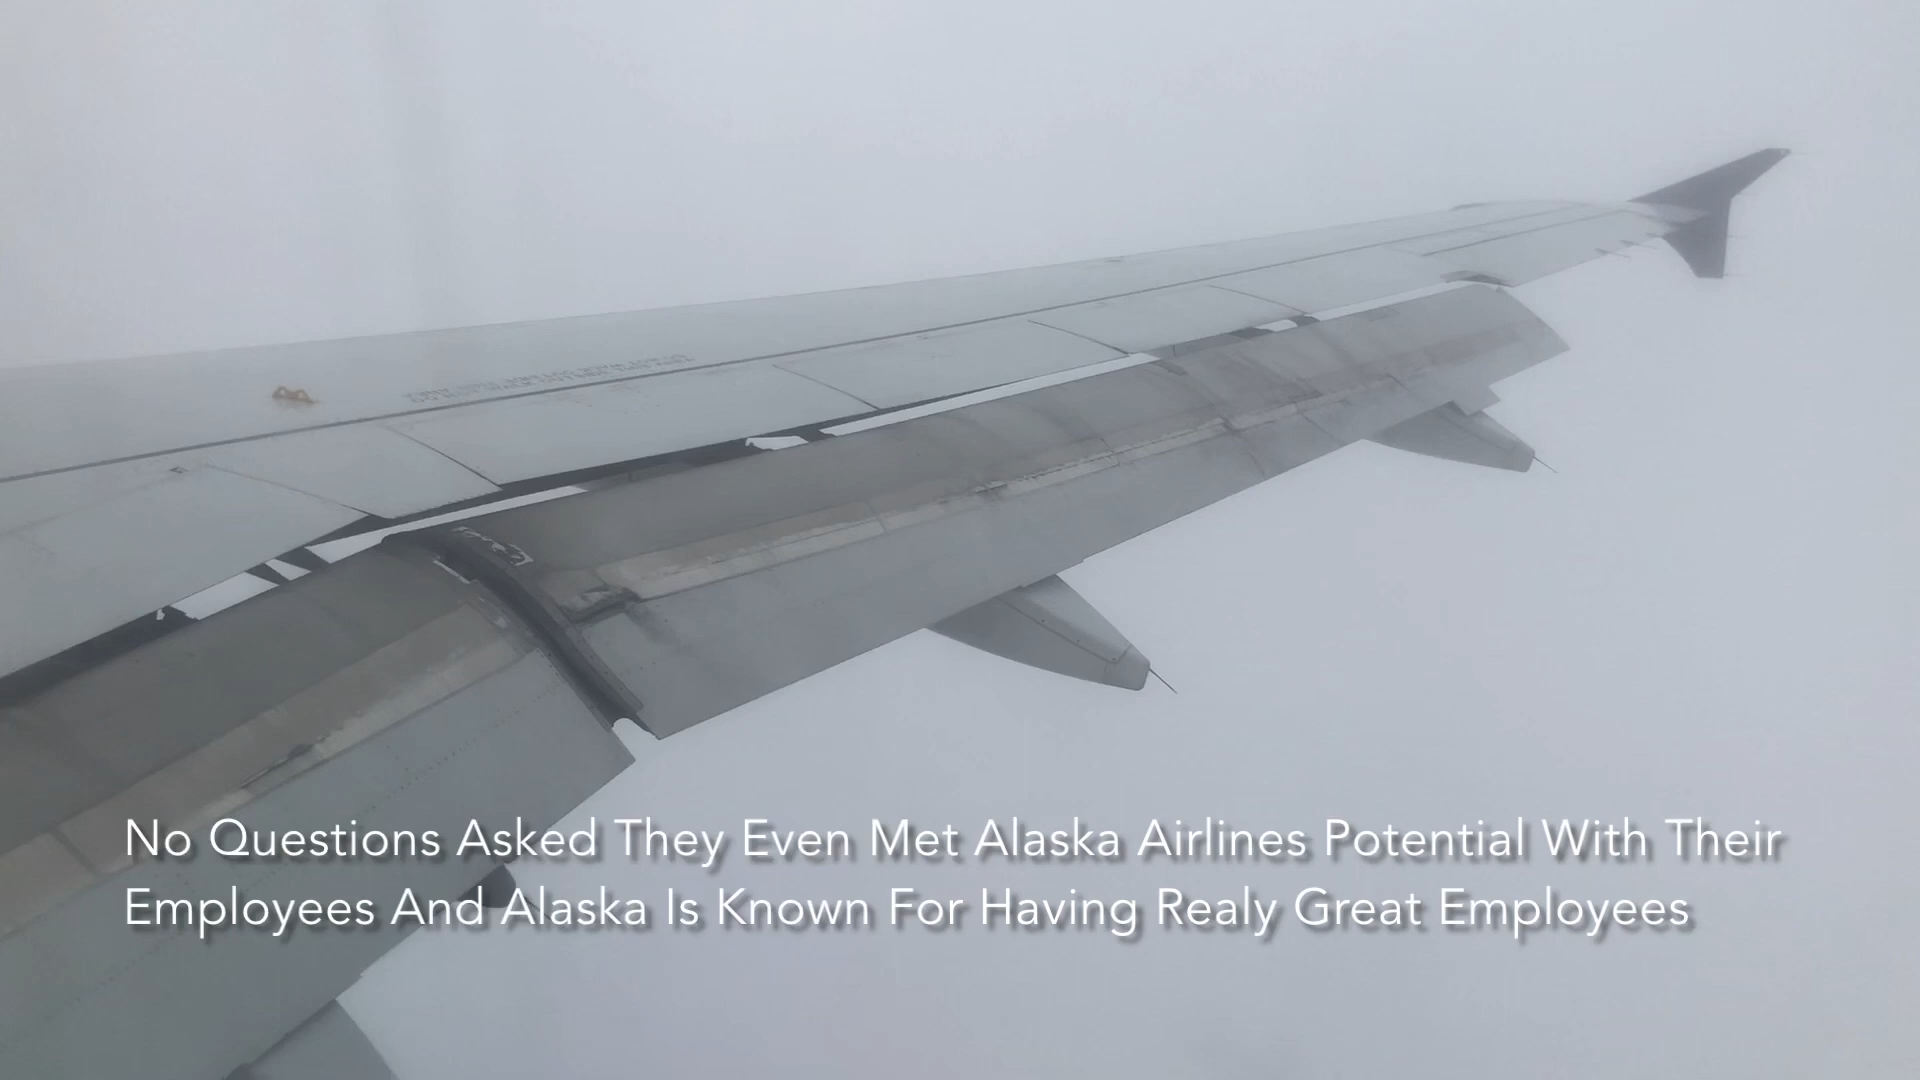 No Questions Asked They Even Met Alaska Airlines Potential With Their
Employees And Alaska Is Known For Having Realy Great Employees